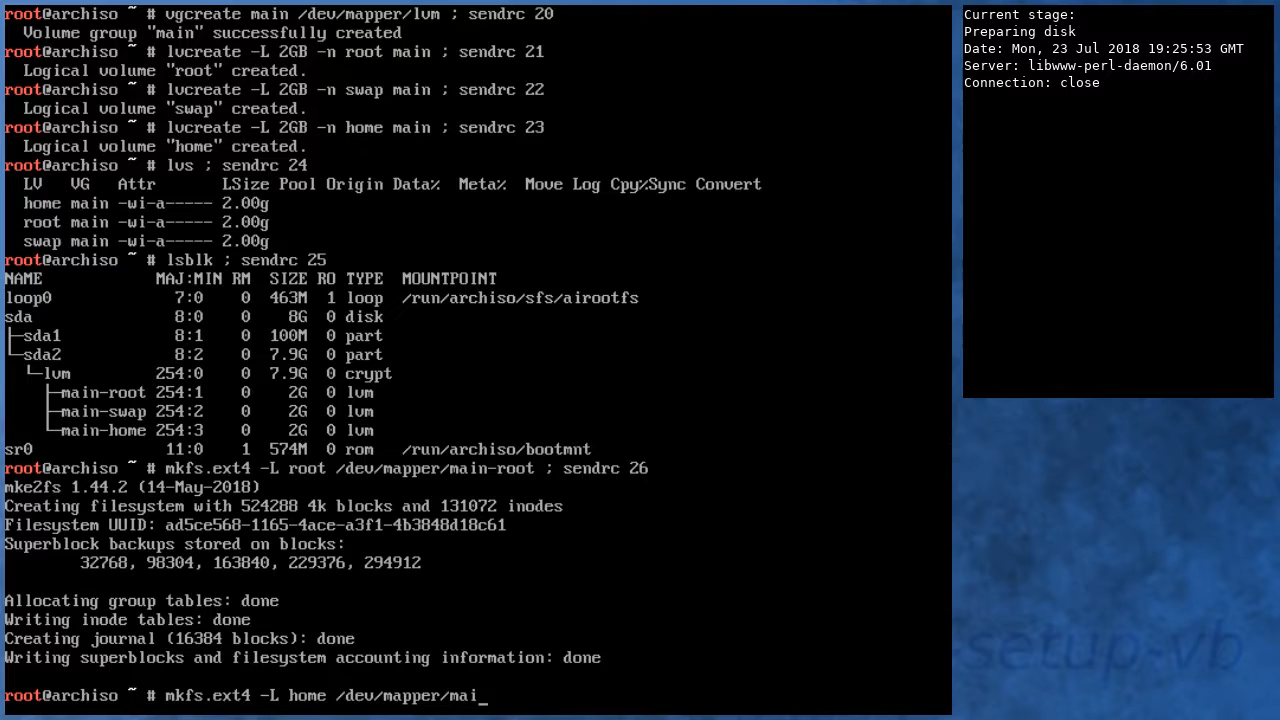 root@archiso ~ # vgcreate main /dev/mapper/lvm ; sendrc 20
  Volume group "main" successfully created
root@archiso ~ # lvcreate -L 2GB -n root main ; sendrc 21
  Logical volume "root" created.
root@archiso ~ # lvcreate -L 2GB -n swap main ; sendrc 22
  Logical volume "swap" created.
root@archiso ~ # lvcreate -L 2GB -n home main ; sendrc 23
  Logical volume "home" created.
root@archiso ~ # lvs ; sendrc 24
  LV   VG   Attr       LSize Pool Origin Data%  Meta%  Move Log Cpy%Sync Convert
  home main -wi-a----- 2.00g
  root main -wi-a----- 2.00g
  swap main -wi-a----- 2.00g
root@archiso ~ # lsblk ; sendrc 25
NAME            MAJ:MIN RM   SIZE RO TYPE  MOUNTPOINT
loop0             7:0    0   463M  1 loop  /run/archiso/sfs/airootfs
sda               8:0    0     8G  0 disk
├─sda1            8:1    0   100M  0 part
└─sda2            8:2    0   7.9G  0 part
  └─lvm         254:0    0   7.9G  0 crypt
    ├─main-root 254:1    0     2G  0 lvm
    ├─main-swap 254:2    0     2G  0 lvm
    └─main-home 254:3    0     2G  0 lvm
sr0              11:0    1   574M  0 rom   /run/archiso/bootmnt
root@archiso ~ # mkfs.ext4 -L root /dev/mapper/main-root ; sendrc 26
mke2fs 1.44.2 (14-May-2018)
Creating filesystem with 524288 4k blocks and 131072 inodes
Filesystem UUID: ad5ce568-1165-4ace-a3f1-4b3848d18c61
Superblock backups stored on blocks:
        32768, 98304, 163840, 229376, 294912
Allocating group tables: done
Writing inode tables: done
Creating journal (16384 blocks): done
Writing superblocks and filesystem accounting information: done
root@archiso ~ # mkfs.ext4 -L home /dev/mapper/mai_
Current stage:
Preparing disk
Date: Mon, 23 Jul 2018 19:25:53 GMT
Server: libwww-perl-daemon/6.01
Connection: close
setup-vb